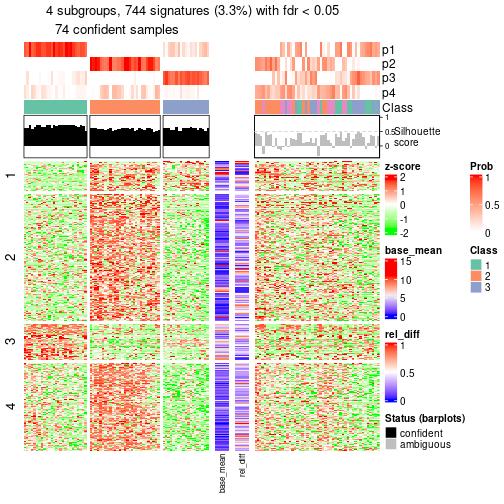 4 subgroups, 744 signatures (3.3%) with fdr < 0.05
74 confident samples
p1
p2
p3
p4
Class
1
0.5
0
Silhouette
score
1
2
3
4
base_mean
rel_diff
z-score
2
1
0
-1
-2
Prob
1
0.5
0
base_mean
15
10
5
0
Class
1
2
3
rel_diff
1
0.5
0
Status (barplots)
confident
ambiguous